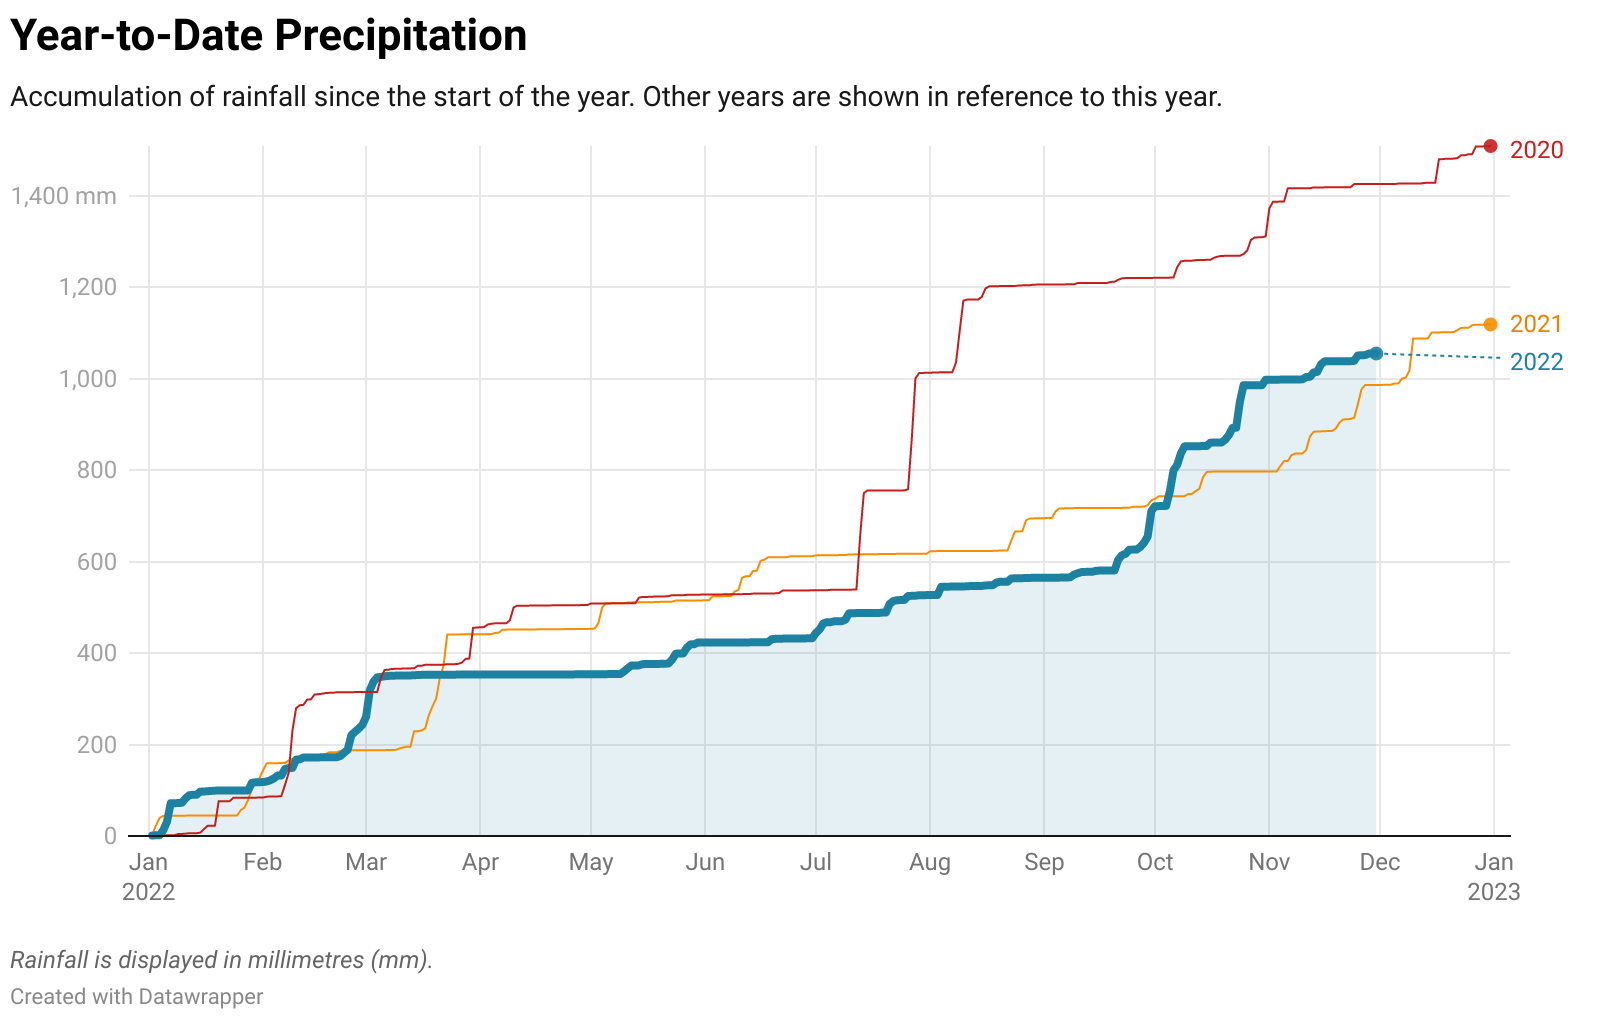 Year-to-Date Precipitation
Accumulation of rainfall since the start of the year. Other years are shown in reference to this year.
2020
1,400 mm
1,200
2021
2022
1,000
800
600
400
200
0
Jan Feb Mar Apr May Jun Jul Aug Sep Oct Nov Dec Jan
2022 2023
Rainfall is displayed in millimetres (mm).
Created with Datawrapper